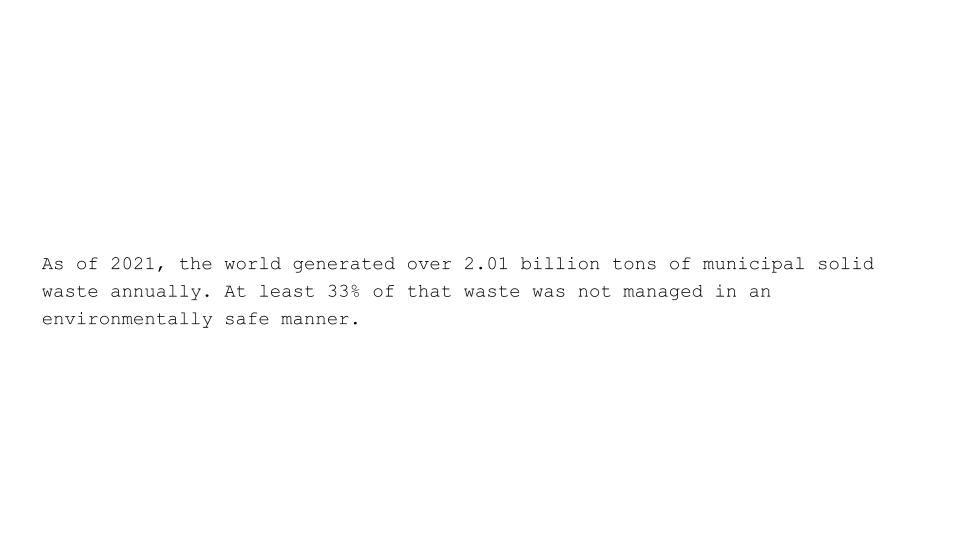 As of 2021, the world generated over 2.01 billion tons of municipal solid
waste annually. At least 33% of that waste was not managed in an
environmentally safe manner.